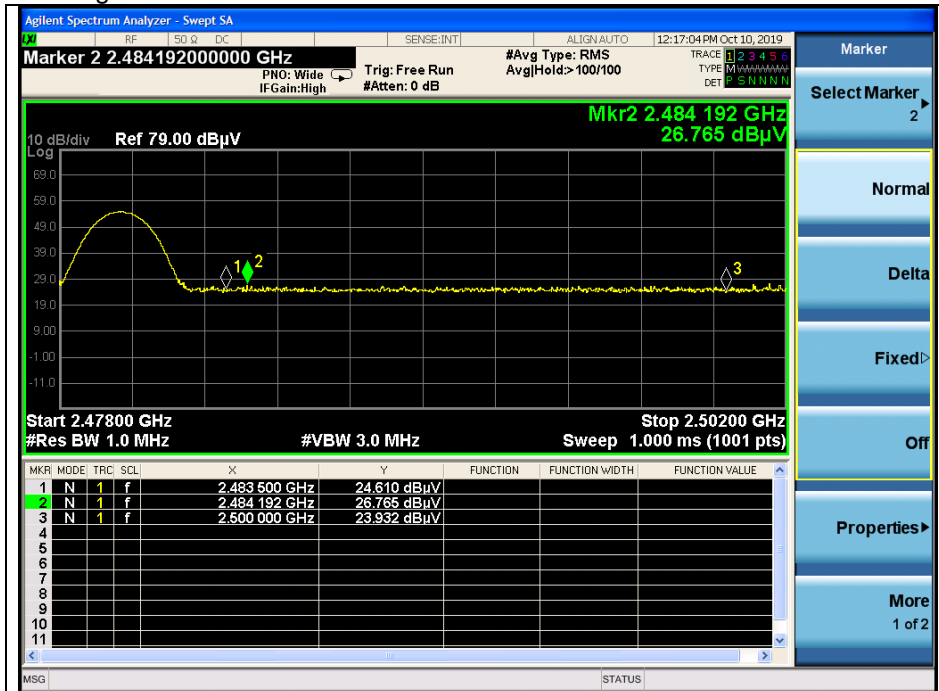 Agilent Spectrum Analyzer - Swept SA
LXI RF 50 Ω DC SENSE:INT ALIGN AUTO 12:17:04 PM Oct 10, 2019
Marker 2 2.484192000000 GHz
PNO: Wide
IFGain:High
Trig: Free Run
#Atten: 0 dB
#Avg Type: RMS
Avg|Hold:>100/100
TRACE 1 2 3 4 5 6
TYPE M
DET P S N N N N
Mkr2 2.484 192 GHz
26.765 dBµV
10 dB/div Ref 79.00 dBµV
Log
69.0
59.0
49.0
39.0
29.0
19.0
9.00
-1.00
-11.0
1
2
3
Start 2.47800 GHz Stop 2.50200 GHz
#Res BW 1.0 MHz #VBW 3.0 MHz Sweep 1.000 ms (1001 pts)
MKR MODE TRC SCL X Y FUNCTION FUNCTION WIDTH FUNCTION VALUE
1 N 1 f 2.483 500 GHz 24.610 dBµV
2 N 1 f 2.484 192 GHz 26.765 dBµV
3 N 1 f 2.500 000 GHz 23.932 dBµV
4
5
6
7
8
9
10
11
MSG STATUS
Marker
Select Marker
2
Normal
Delta
Fixed
Off
Properties
More
1 of 2